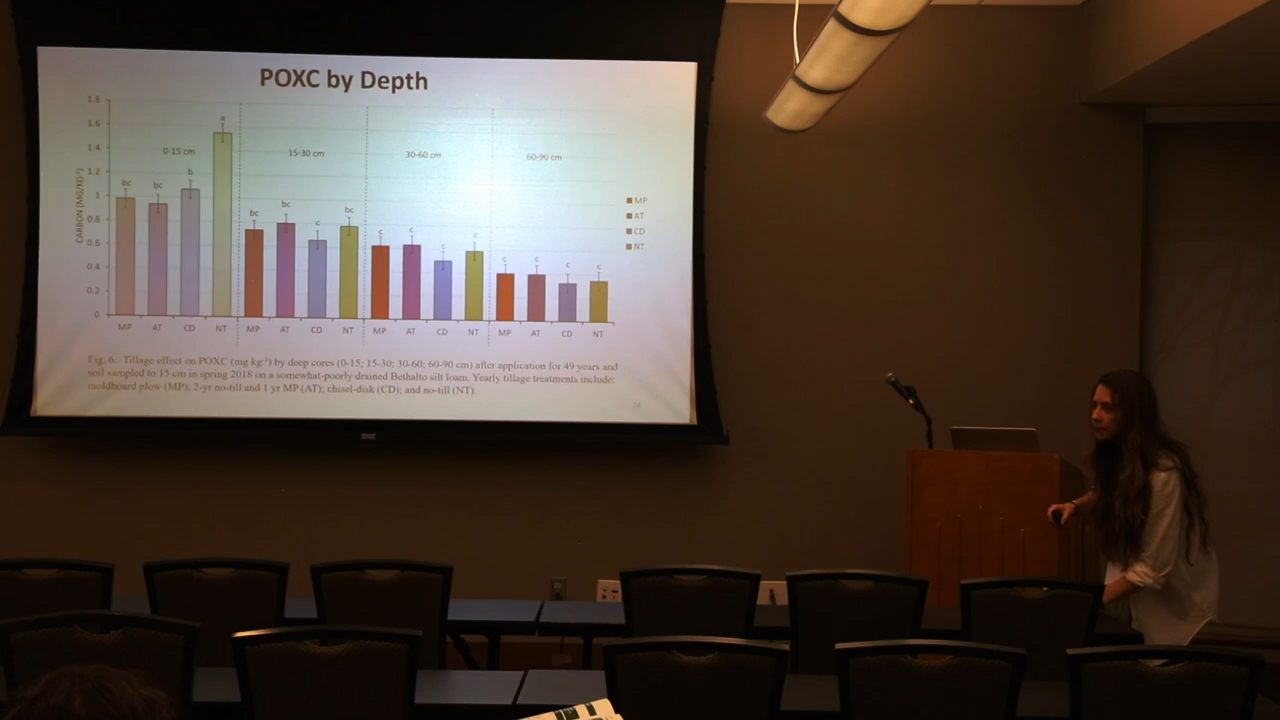 POXC by Depth
1.8
1.6
1.4
1.2
1
0.8
0.6
0.4
0.2
0
CARBON (MG/KG⁻¹)
0-15 cm
15-30 cm
30-60 cm
60-90 cm
bc bc b a bc bc c bc c c c c c c c c
MP AT CD NT MP AT CD NT MP AT CD NT MP AT CD NT
MP
AT
CD
NT
Fig. 6: Tillage effect on POXC (mg kg⁻¹) by deep cores (0-15; 15-30; 30-60; 60-90 cm) after application for 49 years and
soil sampled to 15 cm in spring 2018 on a somewhat-poorly drained Bethalto silt loam. Yearly tillage treatments include:
moldboard plow (MP); 2-yr no-till and 1 yr MP (AT); chisel-disk (CD); and no-till (NT).
24